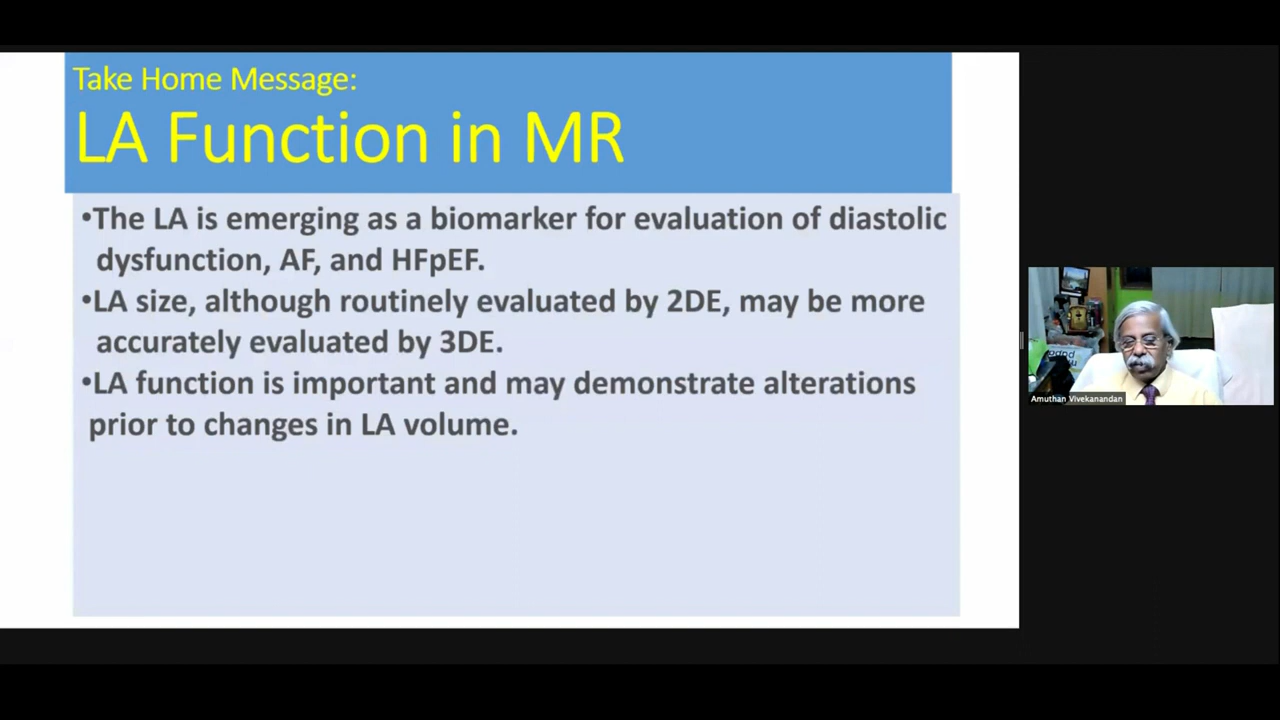 Take Home Message:
LA Function in MR
•The LA is emerging as a biomarker for evaluation of diastolic
dysfunction, AF, and HFpEF.
•LA size, although routinely evaluated by 2DE, may be more
accurately evaluated by 3DE.
•LA function is important and may demonstrate alterations
prior to changes in LA volume.
Amuthan Vivekanandan